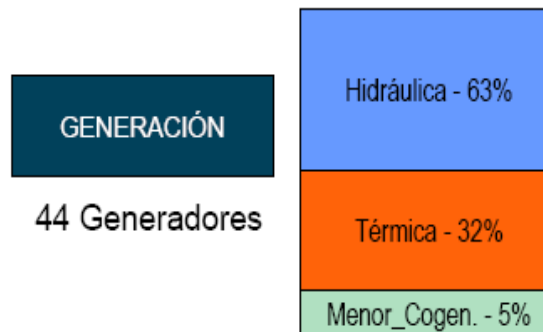 GENERACIÓN
44 Generadores
Hidráulica - 63%
Térmica - 32%
Menor_Cogen. - 5%